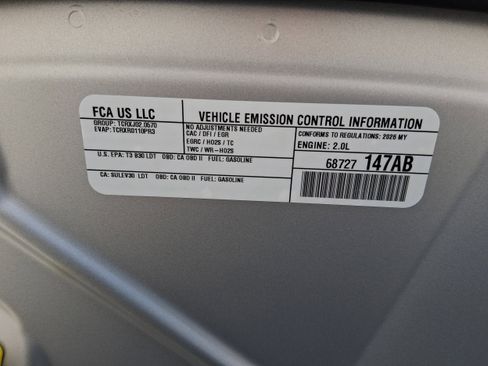 FCA US LLC
GROUP: TCRXJ02.0570
EVAP: TCRXR0110PR3
VEHICLE EMISSION CONTROL INFORMATION
NO ADJUSTMENTS NEEDED
CAC / DFI / EGR
EGRC / HO2S / TC
TWC / WR-HO2S
CONFORMS TO REGULATIONS: 2026 MY
ENGINE: 2.0L
68727 147AB
U.S. EPA: T3 B30 LDT OBD: CA OBD II FUEL: GASOLINE
CA: SULEV30 LDT OBD: CA OBD II FUEL: GASOLINE